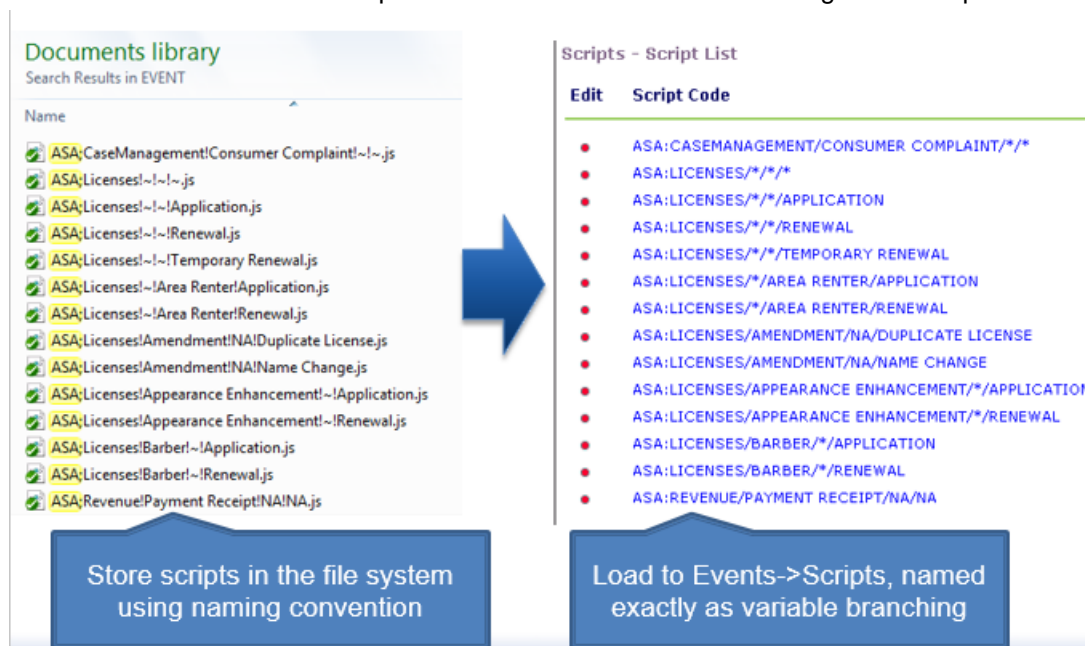 Documents library
Search Results in EVENT
Name
ASA;CaseManagement!Consumer Complaint!~!~.js
ASA;Licenses!~!~!~.js
ASA;Licenses!~!~!Application.js
ASA;Licenses!~!~!Renewal.js
ASA;Licenses!~!~!Temporary Renewal.js
ASA;Licenses!~!Area Renter!Application.js
ASA;Licenses!~!Area Renter!Renewal.js
ASA;Licenses!Amendment!NA!Duplicate License.js
ASA;Licenses!Amendment!NA!Name Change.js
ASA;Licenses!Appearance Enhancement!~!Application.js
ASA;Licenses!Appearance Enhancement!~!Renewal.js
ASA;Licenses!Barber!~!Application.js
ASA;Licenses!Barber!~!Renewal.js
ASA;Revenue!Payment Receipt!NA!NA.js
Store scripts in the file system
using naming convention
Scripts - Script List
Edit Script Code
ASA:CASEMANAGEMENT/CONSUMER COMPLAINT/*/*
ASA:LICENSES/*/*/*
ASA:LICENSES/*/*/APPLICATION
ASA:LICENSES/*/*/RENEWAL
ASA:LICENSES/*/*/TEMPORARY RENEWAL
ASA:LICENSES/*/AREA RENTER/APPLICATION
ASA:LICENSES/*/AREA RENTER/RENEWAL
ASA:LICENSES/AMENDMENT/NA/DUPLICATE LICENSE
ASA:LICENSES/AMENDMENT/NA/NAME CHANGE
ASA:LICENSES/APPEARANCE ENHANCEMENT/*/APPLICATION
ASA:LICENSES/APPEARANCE ENHANCEMENT/*/RENEWAL
ASA:LICENSES/BARBER/*/APPLICATION
ASA:LICENSES/BARBER/*/RENEWAL
ASA:REVENUE/PAYMENT RECEIPT/NA/NA
Load to Events->Scripts, named
exactly as variable branching